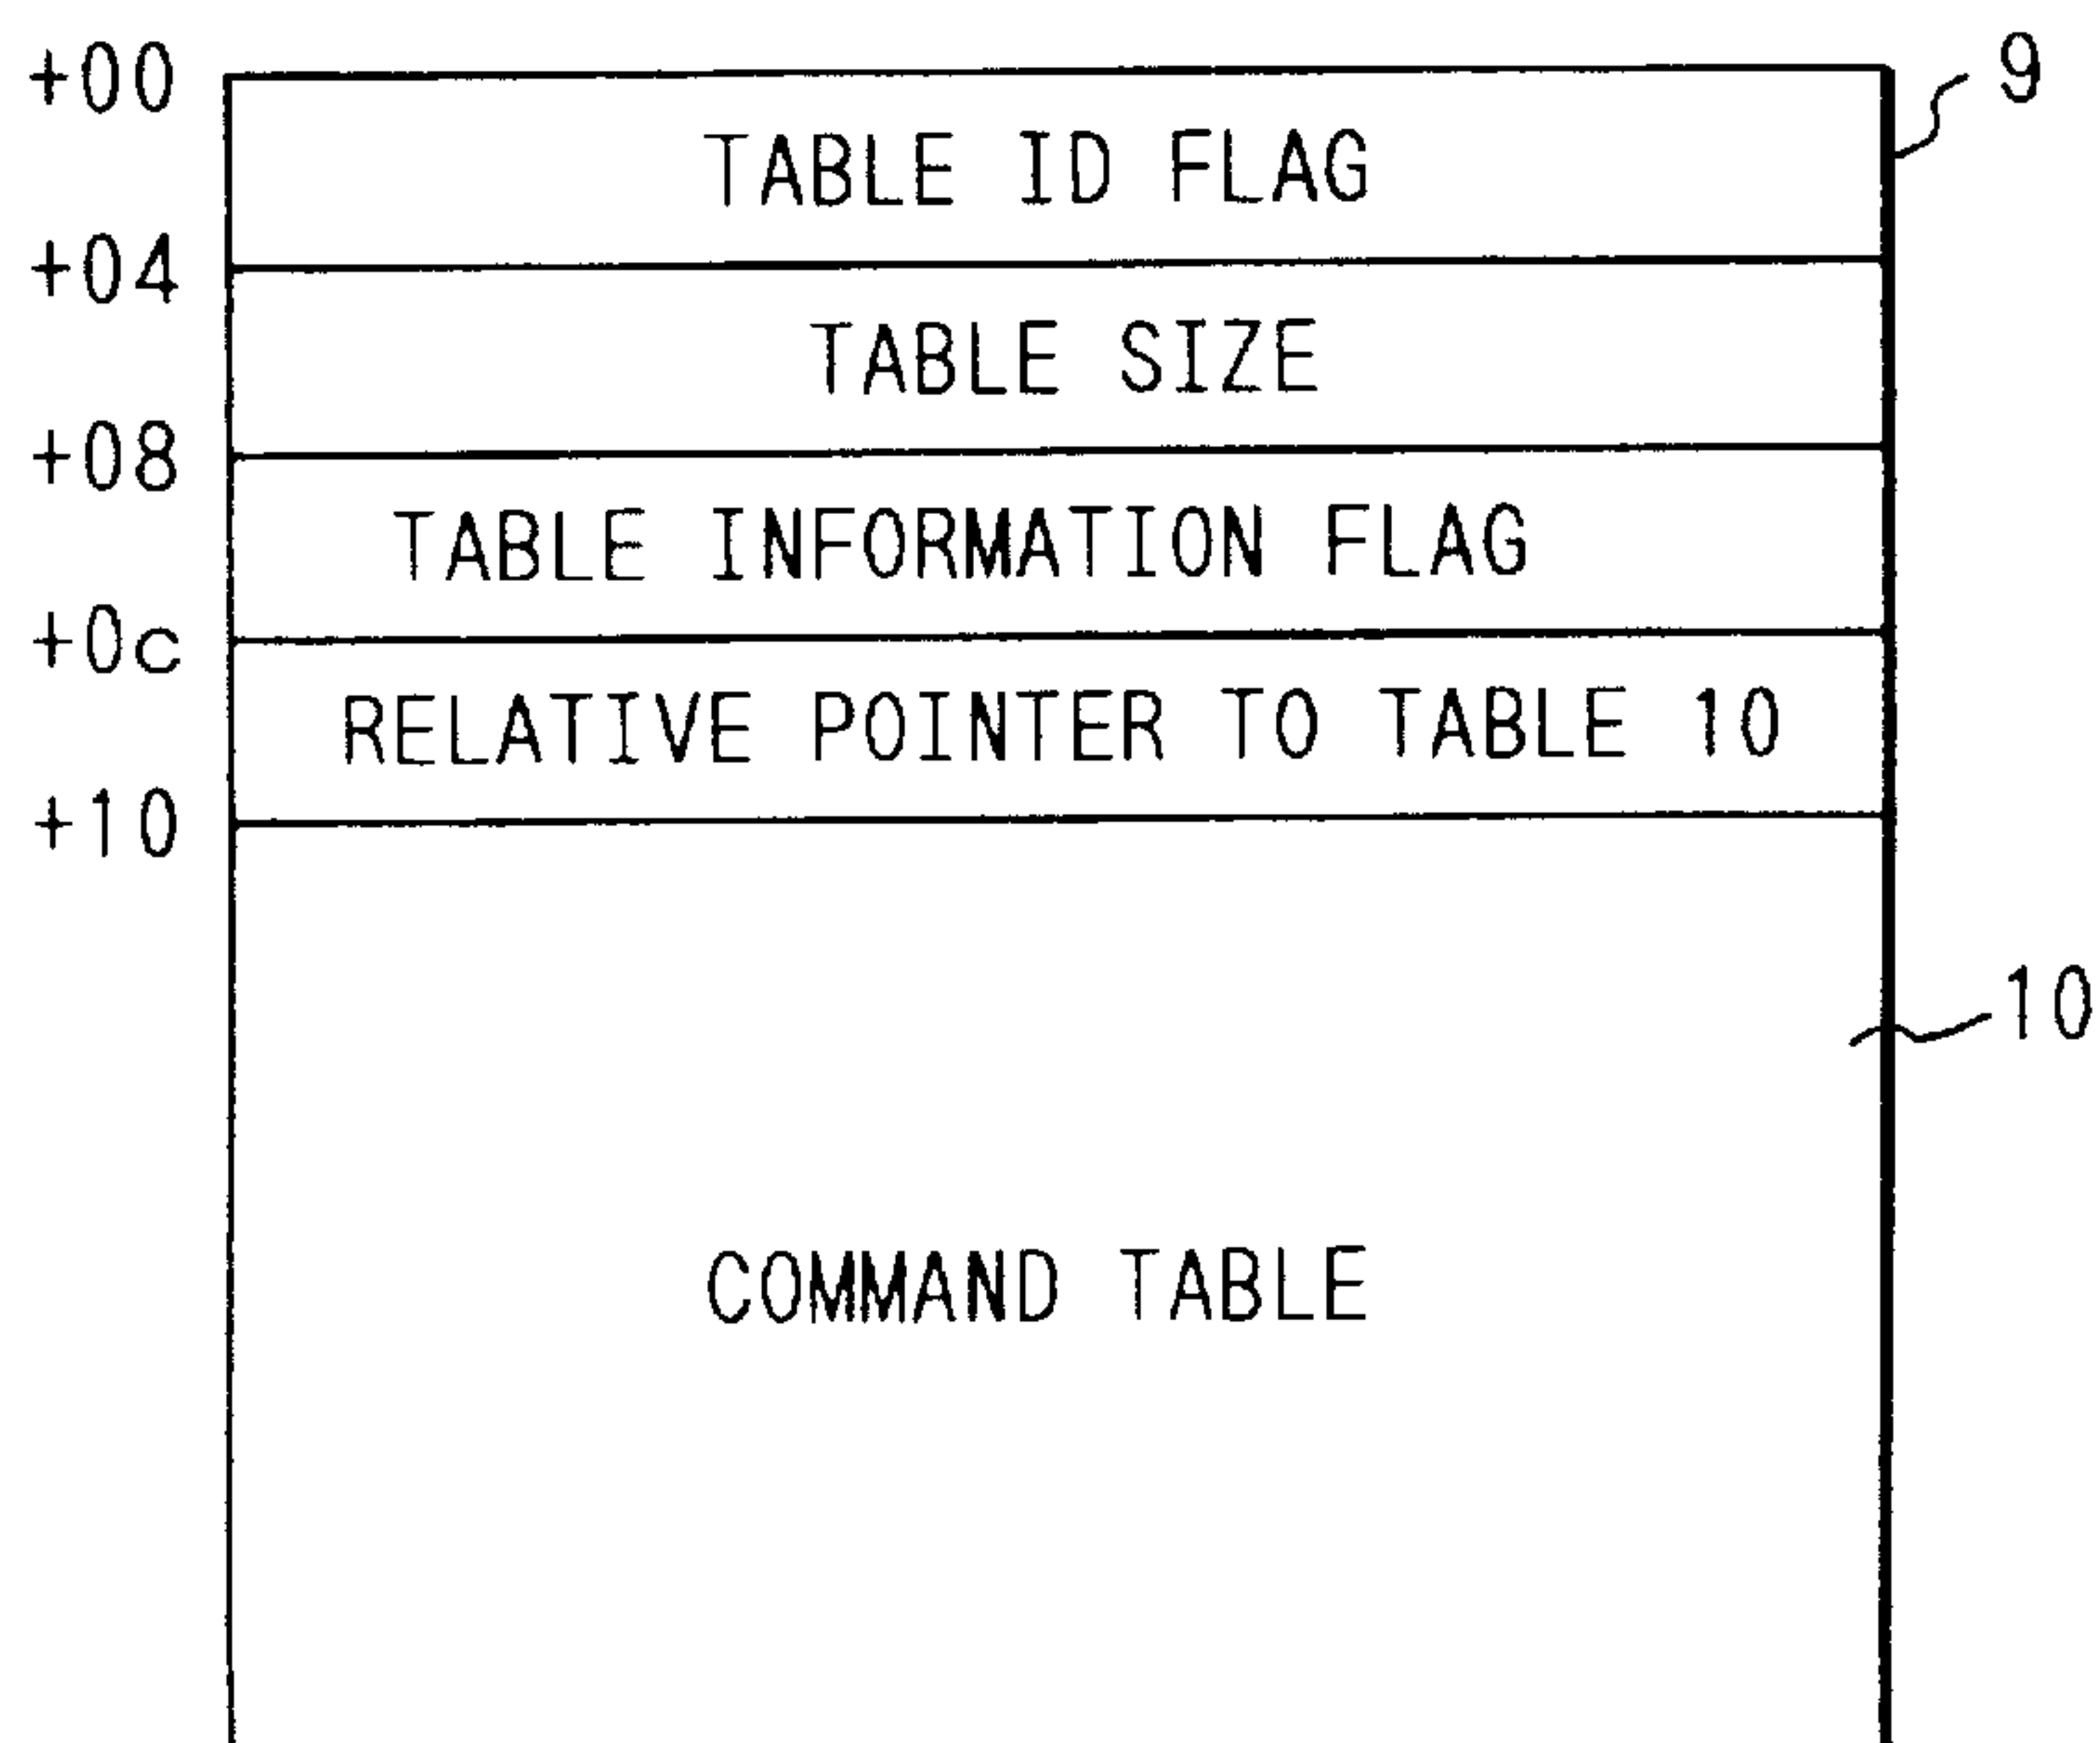 +00
9
TABLE ID FLAG
+04
TABLE SIZE
+08
TABLE INFORMATION FLAG
+0c
RELATIVE POINTER TO TABLE 10
+10
10
COMMAND TABLE